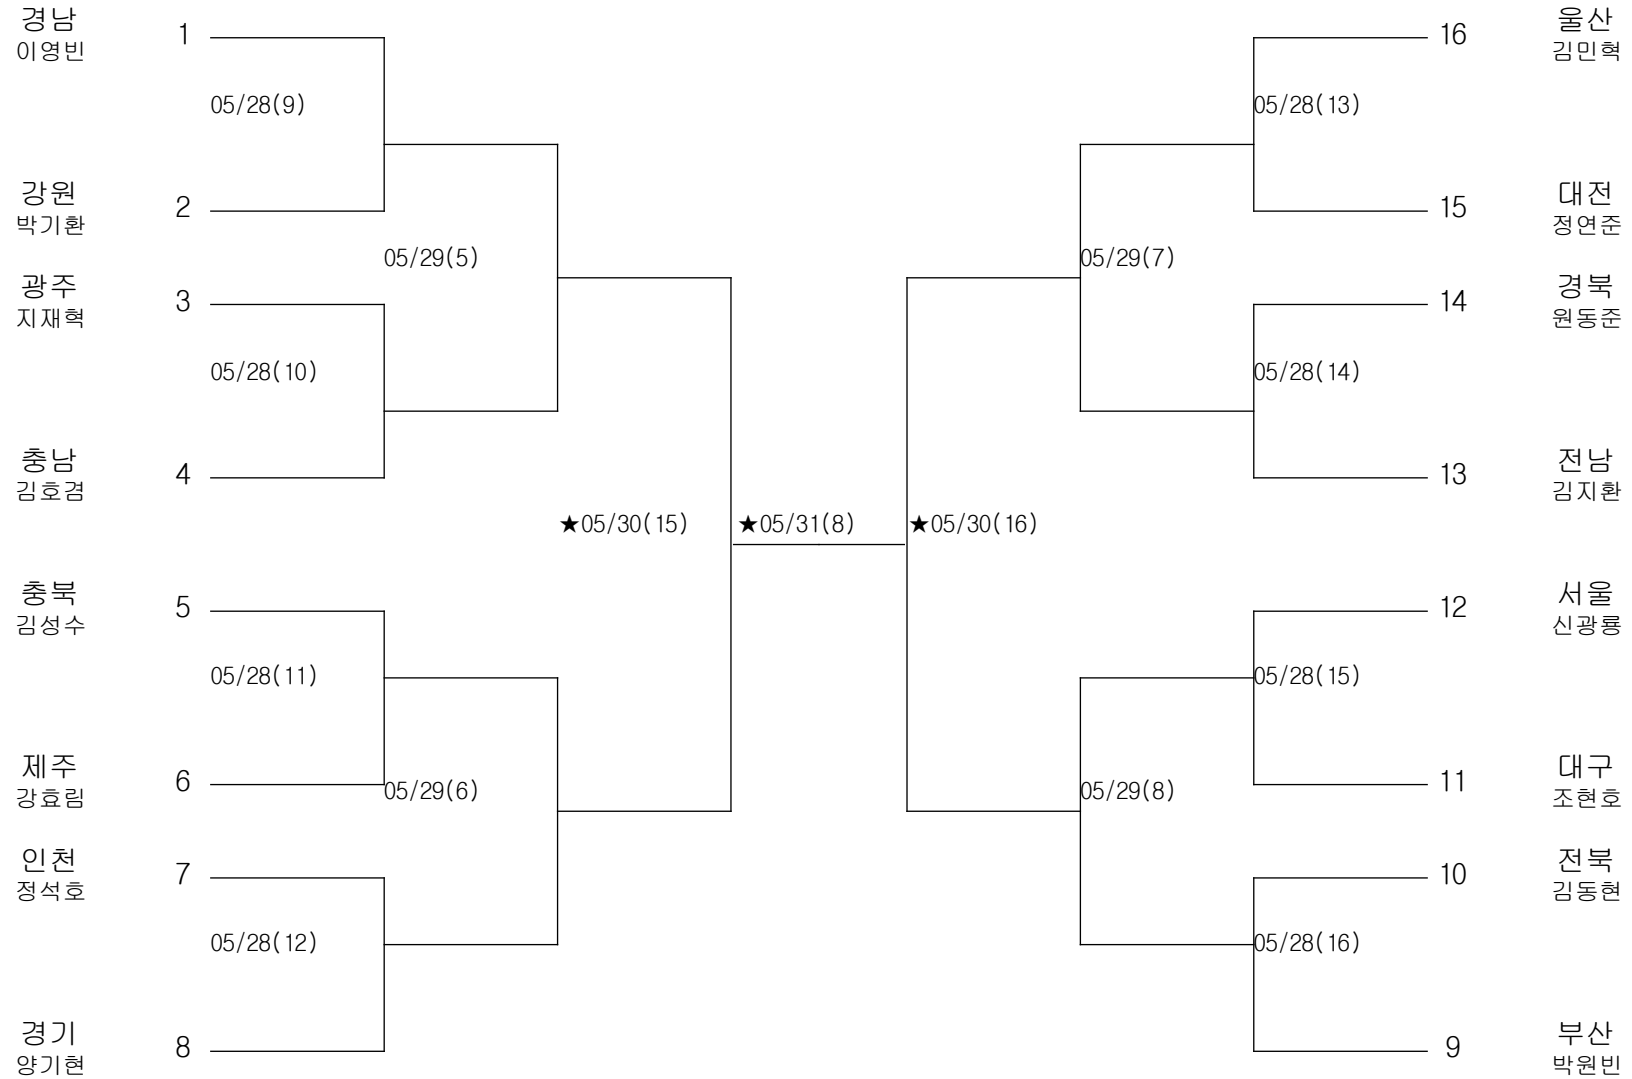 경남
이영빈
1
05/28(9)
강원
박기환
2
05/29(5)
광주
지재혁
3
05/28(10)
충남
김호겸
4
★05/30(15)
충북
김성수
5
05/28(11)
제주
강효림
6
05/29(6)
인천
정석호
7
05/28(12)
경기
양기현
8
★05/31(8)
16
울산
김민혁
05/28(13)
15
대전
정연준
05/29(7)
14
경북
원동준
05/28(14)
13
전남
김지환
★05/30(16)
12
서울
신광룡
05/28(15)
11
대구
조현호
05/29(8)
10
전북
김동현
05/28(16)
9
부산
박원빈